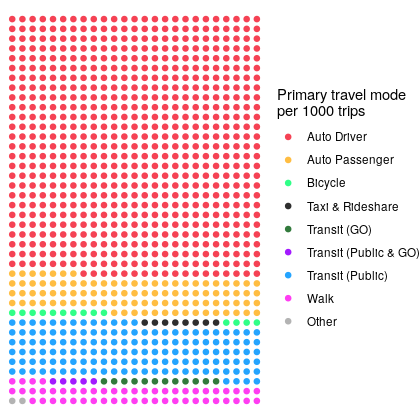 Primary travel mode
per 1000 trips
Auto Driver
Auto Passenger
Bicycle
Taxi & Rideshare
Transit (GO)
Transit (Public & GO)
Transit (Public)
Walk
Other